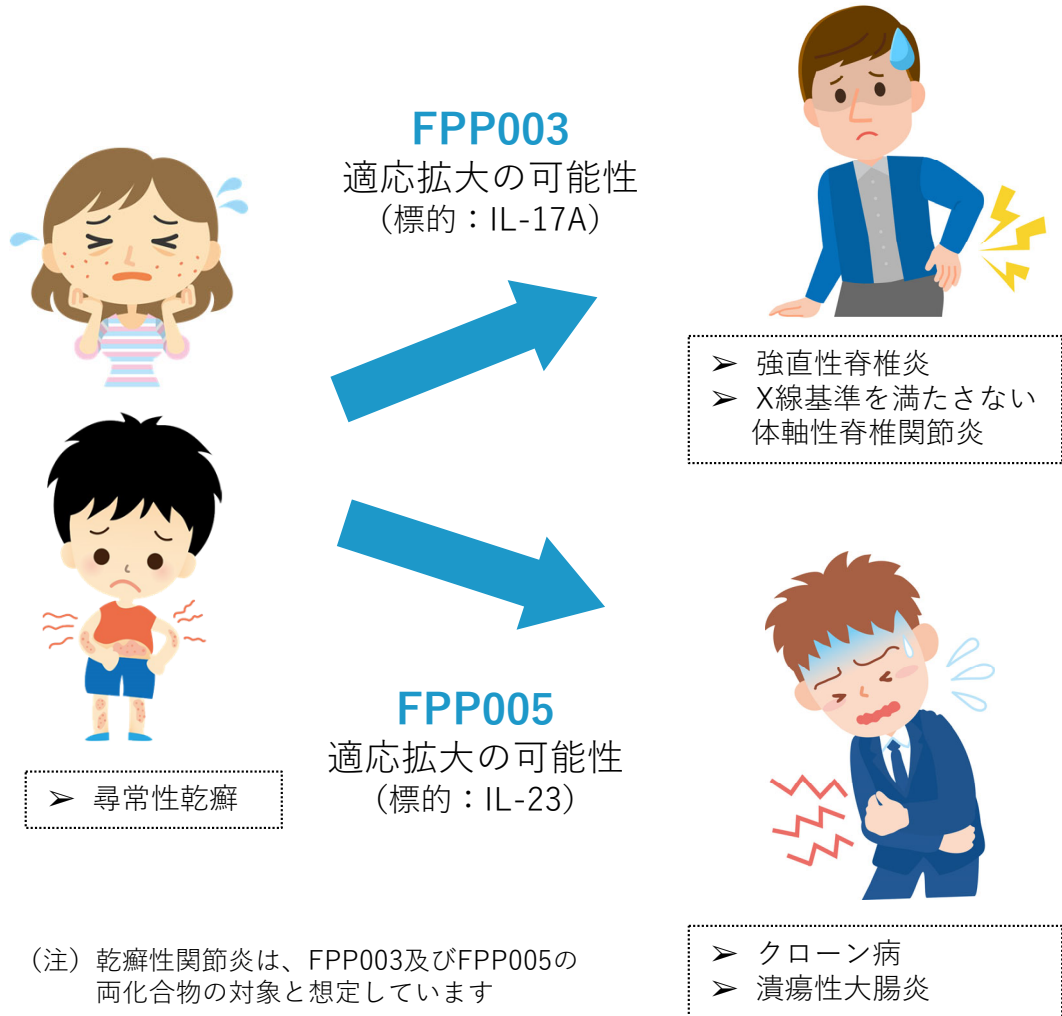 FPP003
適応拡大の可能性
（標的：IL-17A）
➢ 強直性脊椎炎
➢ X線基準を満たさない
体軸性脊椎関節炎
FPP005
適応拡大の可能性
（標的：IL-23）
➢ 尋常性乾癬
➢ クローン病
➢ 潰瘍性大腸炎
（注）乾癬性関節炎は、FPP003及びFPP005の
両化合物の対象と想定しています